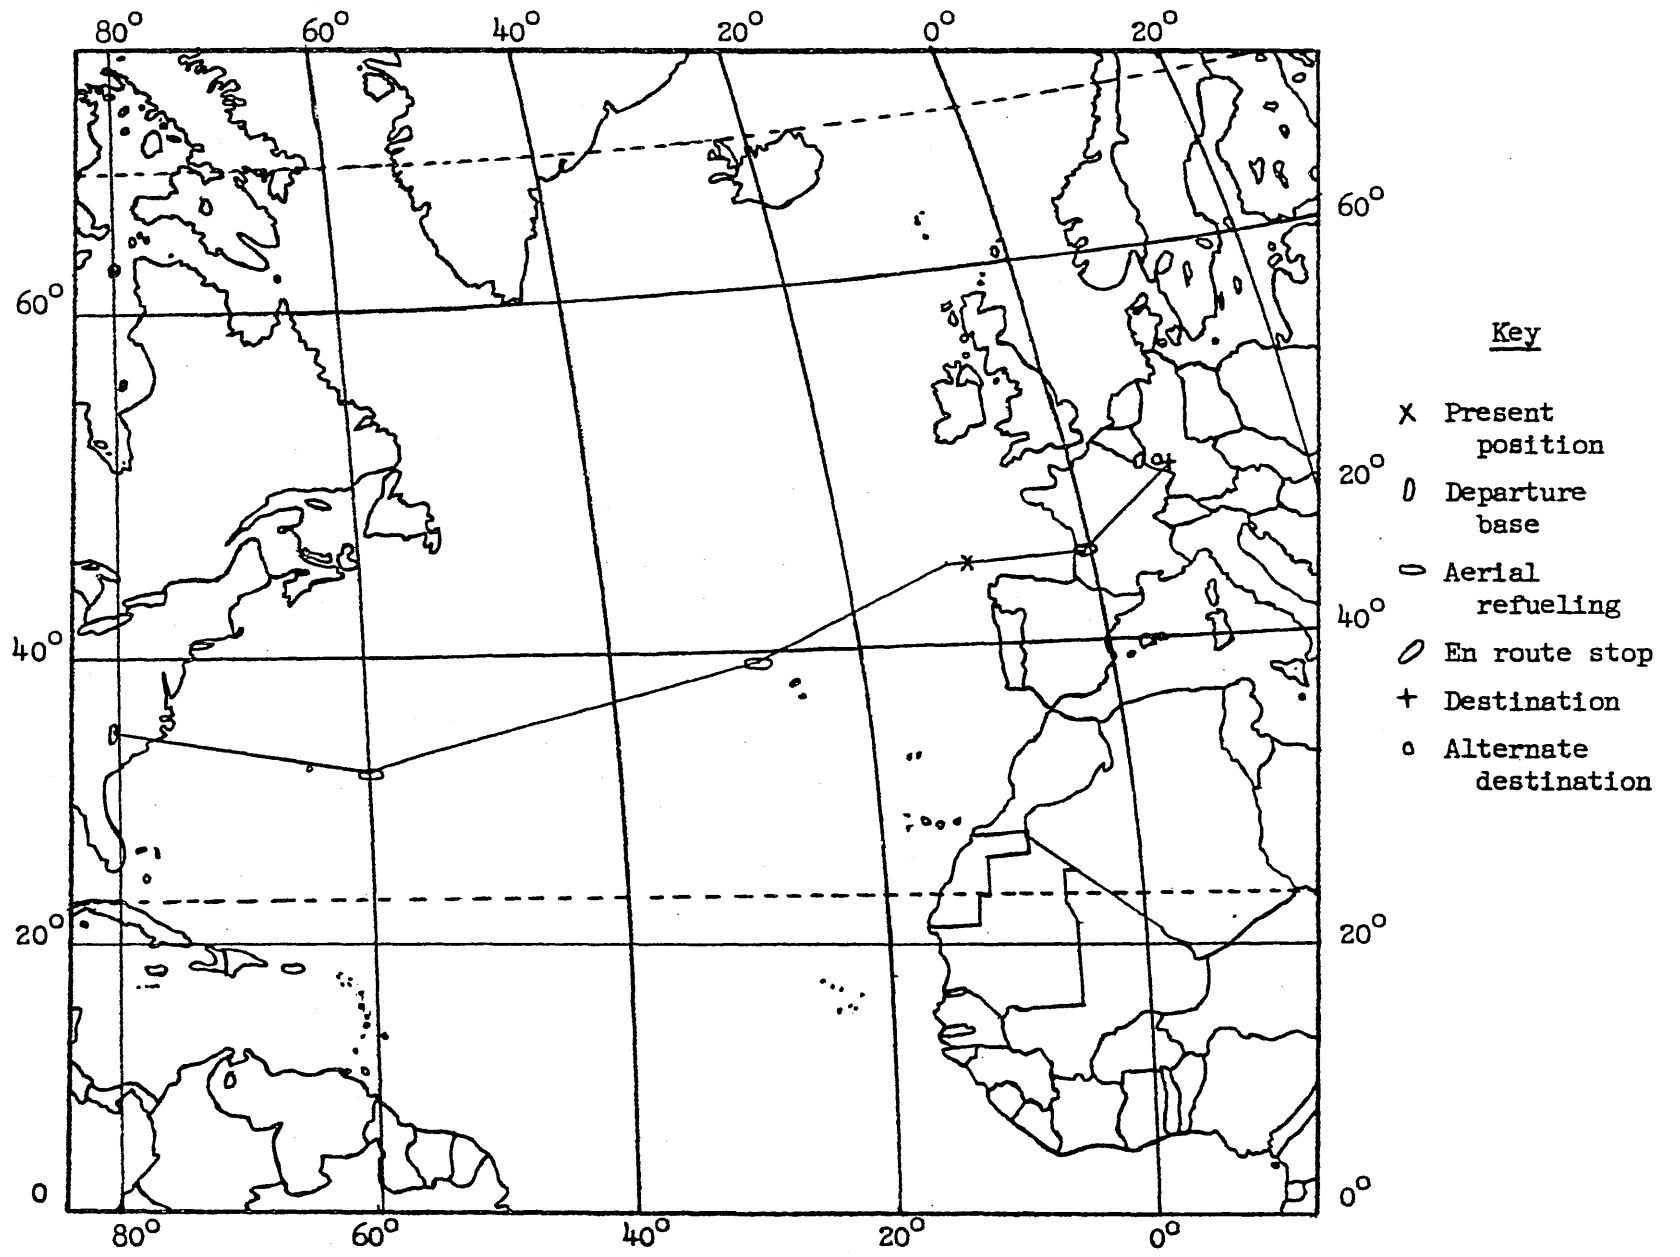 80° 60° 40° 20° 0° 20°
60°
60°
Key
x Present
position
20°
Departure
base
Aerial
refueling
40°
40°
En route stop
+ Destination
Alternate
destination
20°
20°
0
0°
80° 60° 40° 20° 0°